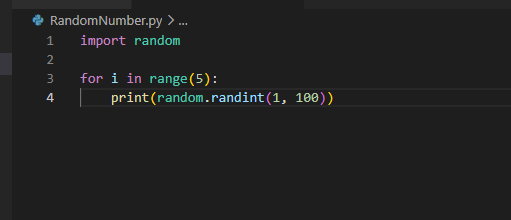 RandomNumber.py > ...
1 import random
2
3 for i in range(5):
4     print(random.randint(1, 100))